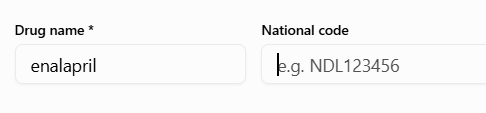 Drug name * National code
enalapril e.g. NDL123456